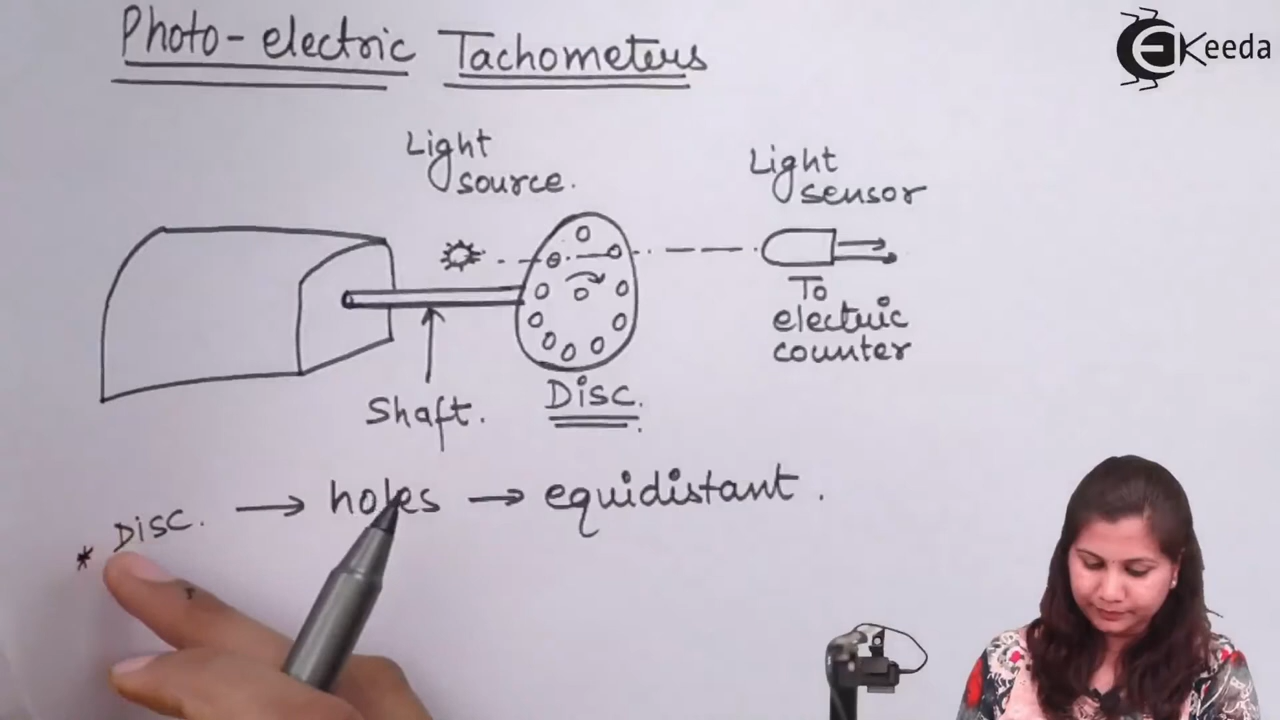 Photo-electric Tachometers
EKeeda
Light
source.
Light
sensor
To
electric
counter
Shaft.
Disc.
* Disc. → holes → equidistant.